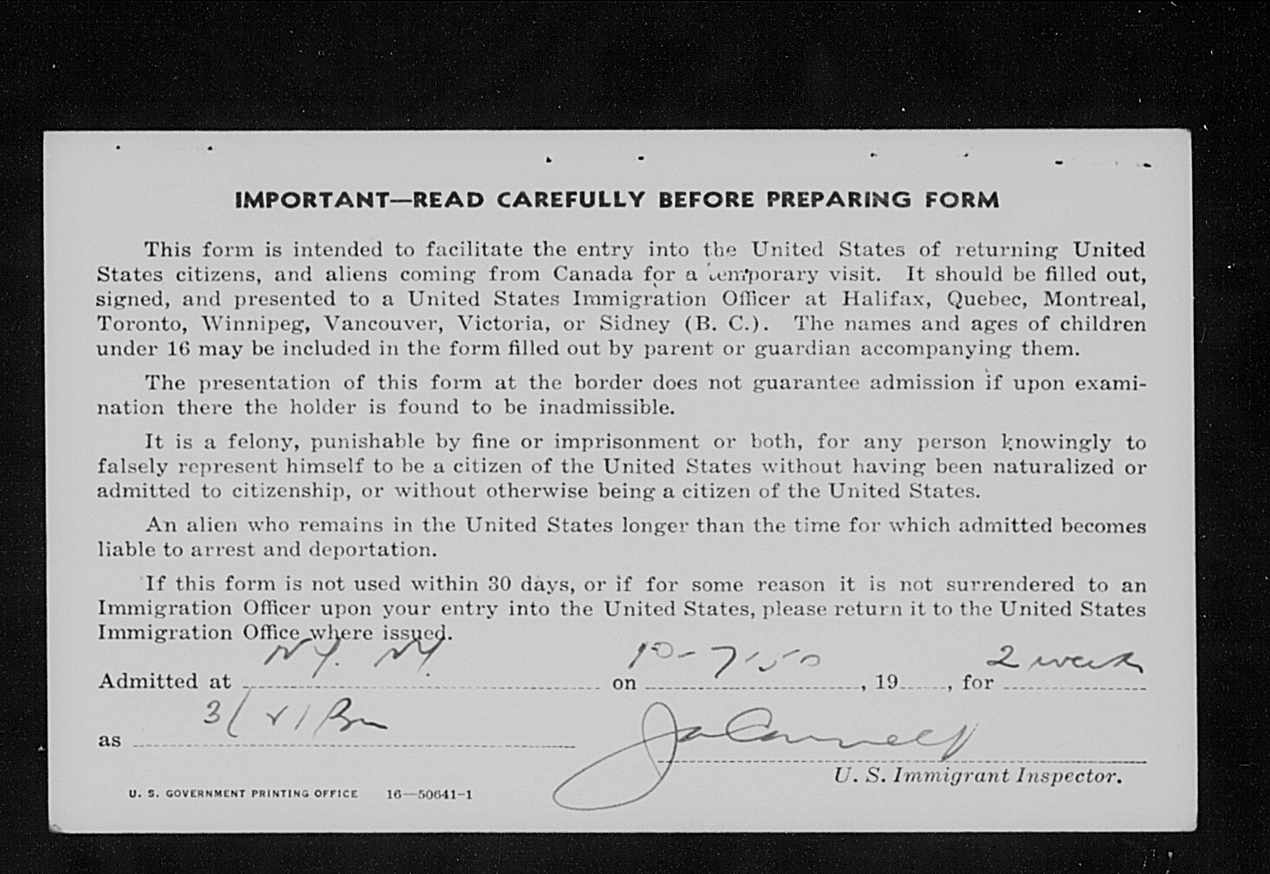 IMPORTANT—READ CAREFULLY BEFORE PREPARING FORM
This form is intended to facilitate the entry into the United States of returning United
States citizens, and aliens coming from Canada for a temporary visit. It should be filled out,
signed, and presented to a United States Immigration Officer at Halifax, Quebec, Montreal,
Toronto, Winnipeg, Vancouver, Victoria, or Sidney (B. C.). The names and ages of children
under 16 may be included in the form filled out by parent or guardian accompanying them.
The presentation of this form at the border does not guarantee admission if upon exami-
nation there the holder is found to be inadmissible.
It is a felony, punishable by fine or imprisonment or both, for any person knowingly to
falsely represent himself to be a citizen of the United States without having been naturalized or
admitted to citizenship, or without otherwise being a citizen of the United States.
An alien who remains in the United States longer than the time for which admitted becomes
liable to arrest and deportation.
If this form is not used within 30 days, or if for some reason it is not surrendered to an
Immigration Officer upon your entry into the United States, please return it to the United States
Immigration Office where issued.
Admitted at N.Y. NY on 10-7-50, 19 , for 2 weeks
as
U. S. Immigrant Inspector.
U. S. GOVERNMENT PRINTING OFFICE 16—50641-1